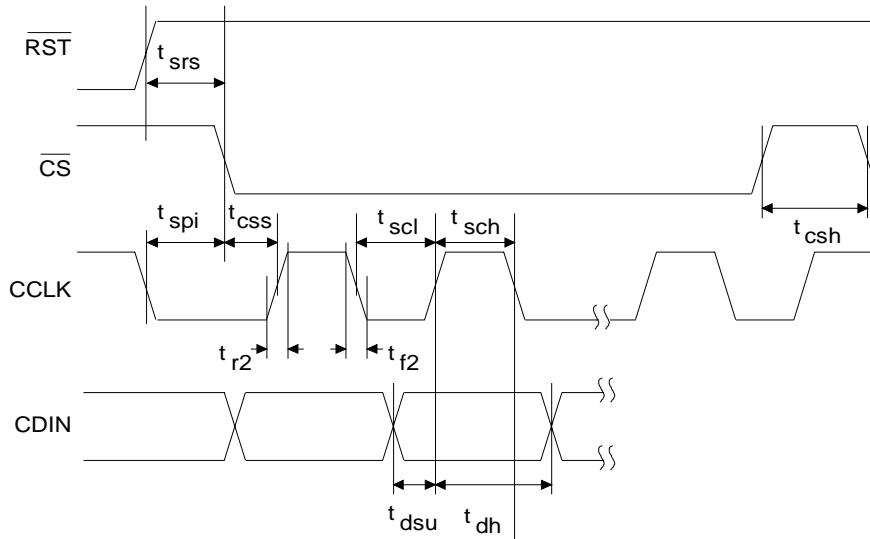 RST
t srs
CS
t spi
t css
t scl
t sch
t csh
CCLK
t r2
t f2
CDIN
t dsu
t dh